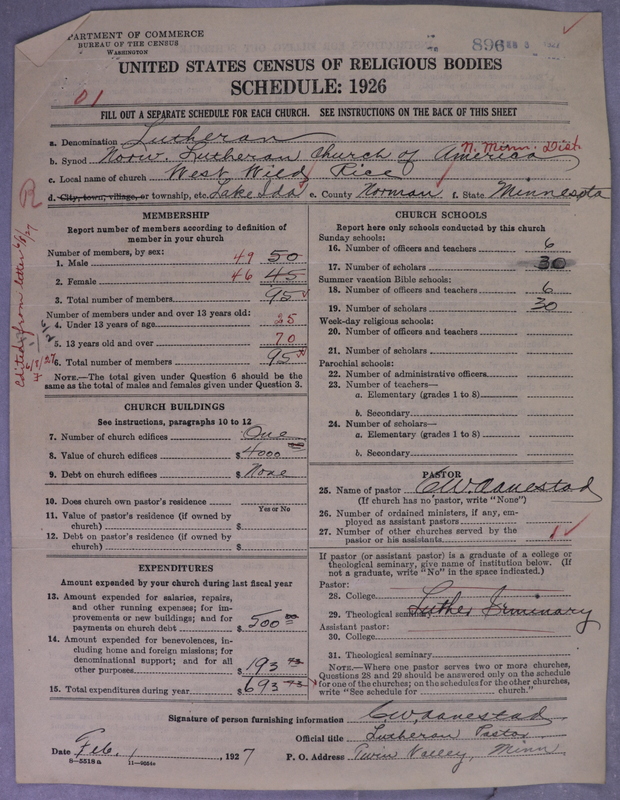 DEPARTMENT OF COMMERCE
BUREAU OF THE CENSUS
WASHINGTON
896
UNITED STATES CENSUS OF RELIGIOUS BODIES
SCHEDULE: 1926
01
FILL OUT A SEPARATE SCHEDULE FOR EACH CHURCH. SEE INSTRUCTIONS ON THE BACK OF THIS SHEET
a. Denomination Lutheran
N. Minn. Dist.
b. Synod Norw. Lutheran Church of America
c. Local name of church West Wild Rice
d. City, town, village, or township, etc. Lake Ida e. County Norman f. State Minnesota
R
Edited from letter
MEMBERSHIP
Report number of members according to definition of
member in your church
Number of members, by sex:
1. Male 49 50
2. Female 46 45
3. Total number of members 95
Number of members under and over 13 years old:
4. Under 13 years of age 25
5. 13 years old and over 70
6. Total number of members 95
NOTE.—The total given under Question 6 should be
the same as the total of males and females given under Question 3.
CHURCH BUILDINGS
See instructions, paragraphs 10 to 12
7. Number of church edifices One
8. Value of church edifices $4000
9. Debt on church edifices $None
10. Does church own pastor's residence
Yes or No
11. Value of pastor's residence (if owned by
church) $
12. Debt on pastor's residence (if owned by
church) $
EXPENDITURES
Amount expended by your church during last fiscal year
13. Amount expended for salaries, repairs,
and other running expenses; for im-
provements or new buildings; and for
payments on church debt $500 00
14. Amount expended for benevolences, in-
cluding home and foreign missions; for
denominational support; and for all
other purposes $193 73
15. Total expenditures during year $693 73
CHURCH SCHOOLS
Report here only schools conducted by this church
Sunday schools:
16. Number of officers and teachers 6
17. Number of scholars 30
Summer vacation Bible schools:
18. Number of officers and teachers 6
19. Number of scholars 30
Week-day religious schools:
20. Number of officers and teachers
21. Number of scholars
Parochial schools:
22. Number of administrative officers
23. Number of teachers—
a. Elementary (grades 1 to 8)
b. Secondary
24. Number of scholars—
a. Elementary (grades 1 to 8)
b. Secondary
PASTOR
25. Name of pastor C.W. Aanestad
(If church has no pastor, write "None")
26. Number of ordained ministers, if any, em-
ployed as assistant pastors
27. Number of other churches served by the
pastor or his assistants 1
If pastor (or assistant pastor) is a graduate of a college or
theological seminary, give name of institution below. (If
not a graduate, write "No" in the space indicated.)
Pastor:
28. College
29. Theological seminary Luther Seminary
Assistant pastor:
30. College
31. Theological seminary
NOTE.—Where one pastor serves two or more churches,
Questions 28 and 29 should be answered only on the schedule
for one of the churches; on the schedules for the other churches,
write "See schedule for church."
Signature of person furnishing information C.W. Aanestad
Official title Lutheran Pastor
Date Feb. 1, 1927
P. O. Address Twin Valley, Minn
8—5518a